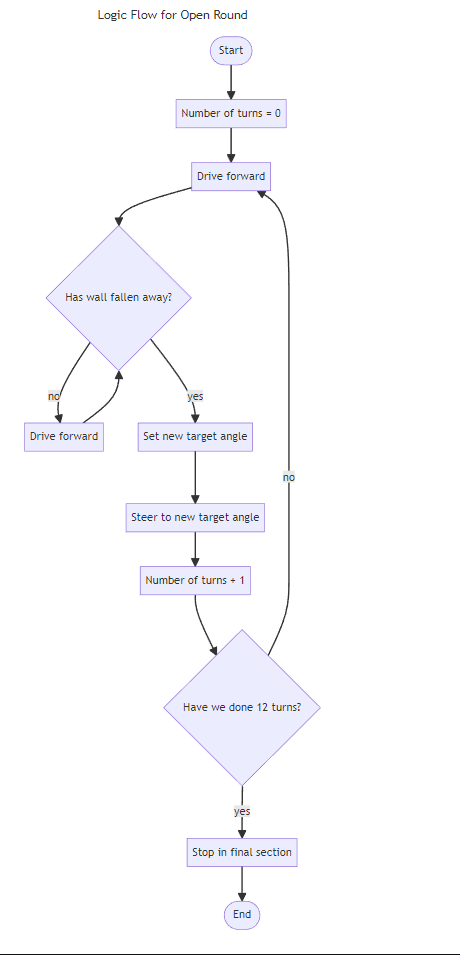 Logic Flow for Open Round
Start
Number of turns = 0
Drive forward
Has wall fallen away?
no
yes
Drive forward
Set new target angle
no
Steer to new target angle
Number of turns + 1
Have we done 12 turns?
yes
Stop in final section
End